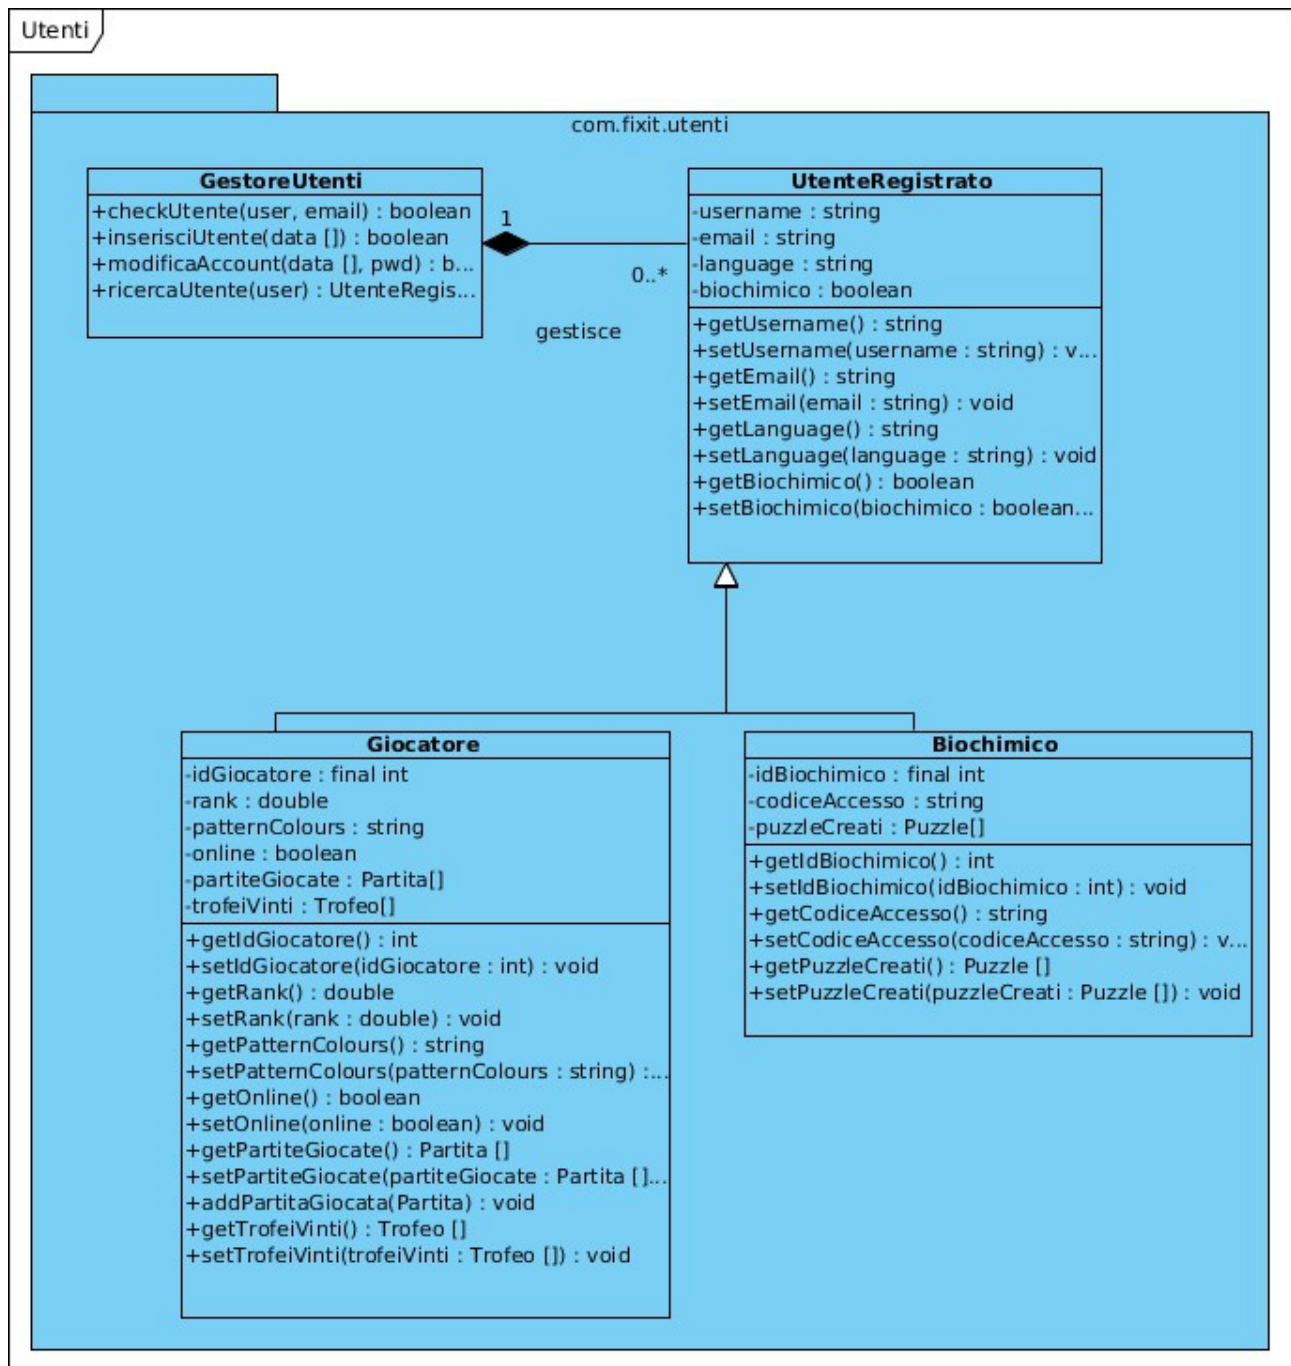 Utenti
com.fixit.utenti
GestoreUtenti
+checkUtente(user, email) : boolean
+inserisciUtente(data []) : boolean
+modificaAccount(data [], pwd) : b...
+ricercaUtente(user) : UtenteRegis...
1
0..*
gestisce
UtenteRegistrato
-username : string
-email : string
-language : string
-biochimico : boolean
+getUsername() : string
+setUsername(username : string) : v...
+getEmail() : string
+setEmail(email : string) : void
+getLanguage() : string
+setLanguage(language : string) : void
+getBiochimico() : boolean
+setBiochimico(biochimico : boolean...
Giocatore
-idGiocatore : final int
-rank : double
-patternColours : string
-online : boolean
-partiteGiocate : Partita[]
-trofeiVinti : Trofeo[]
+getIdGiocatore() : int
+setIdGiocatore(idGiocatore : int) : void
+getRank() : double
+setRank(rank : double) : void
+getPatternColours() : string
+setPatternColours(patternColours : string) :...
+getOnline() : boolean
+setOnline(online : boolean) : void
+getPartiteGiocate() : Partita []
+setPartiteGiocate(partiteGiocate : Partita []...
+addPartitaGiocata(Partita) : void
+getTrofeiVinti() : Trofeo []
+setTrofeiVinti(trofeiVinti : Trofeo []) : void
Biochimico
-idBiochimico : final int
-codiceAccesso : string
-puzzleCreati : Puzzle[]
+getIdBiochimico() : int
+setIdBiochimico(idBiochimico : int) : void
+getCodiceAccesso() : string
+setCodiceAccesso(codiceAccesso : string) : v...
+getPuzzleCreati() : Puzzle []
+setPuzzleCreati(puzzleCreati : Puzzle []) : void